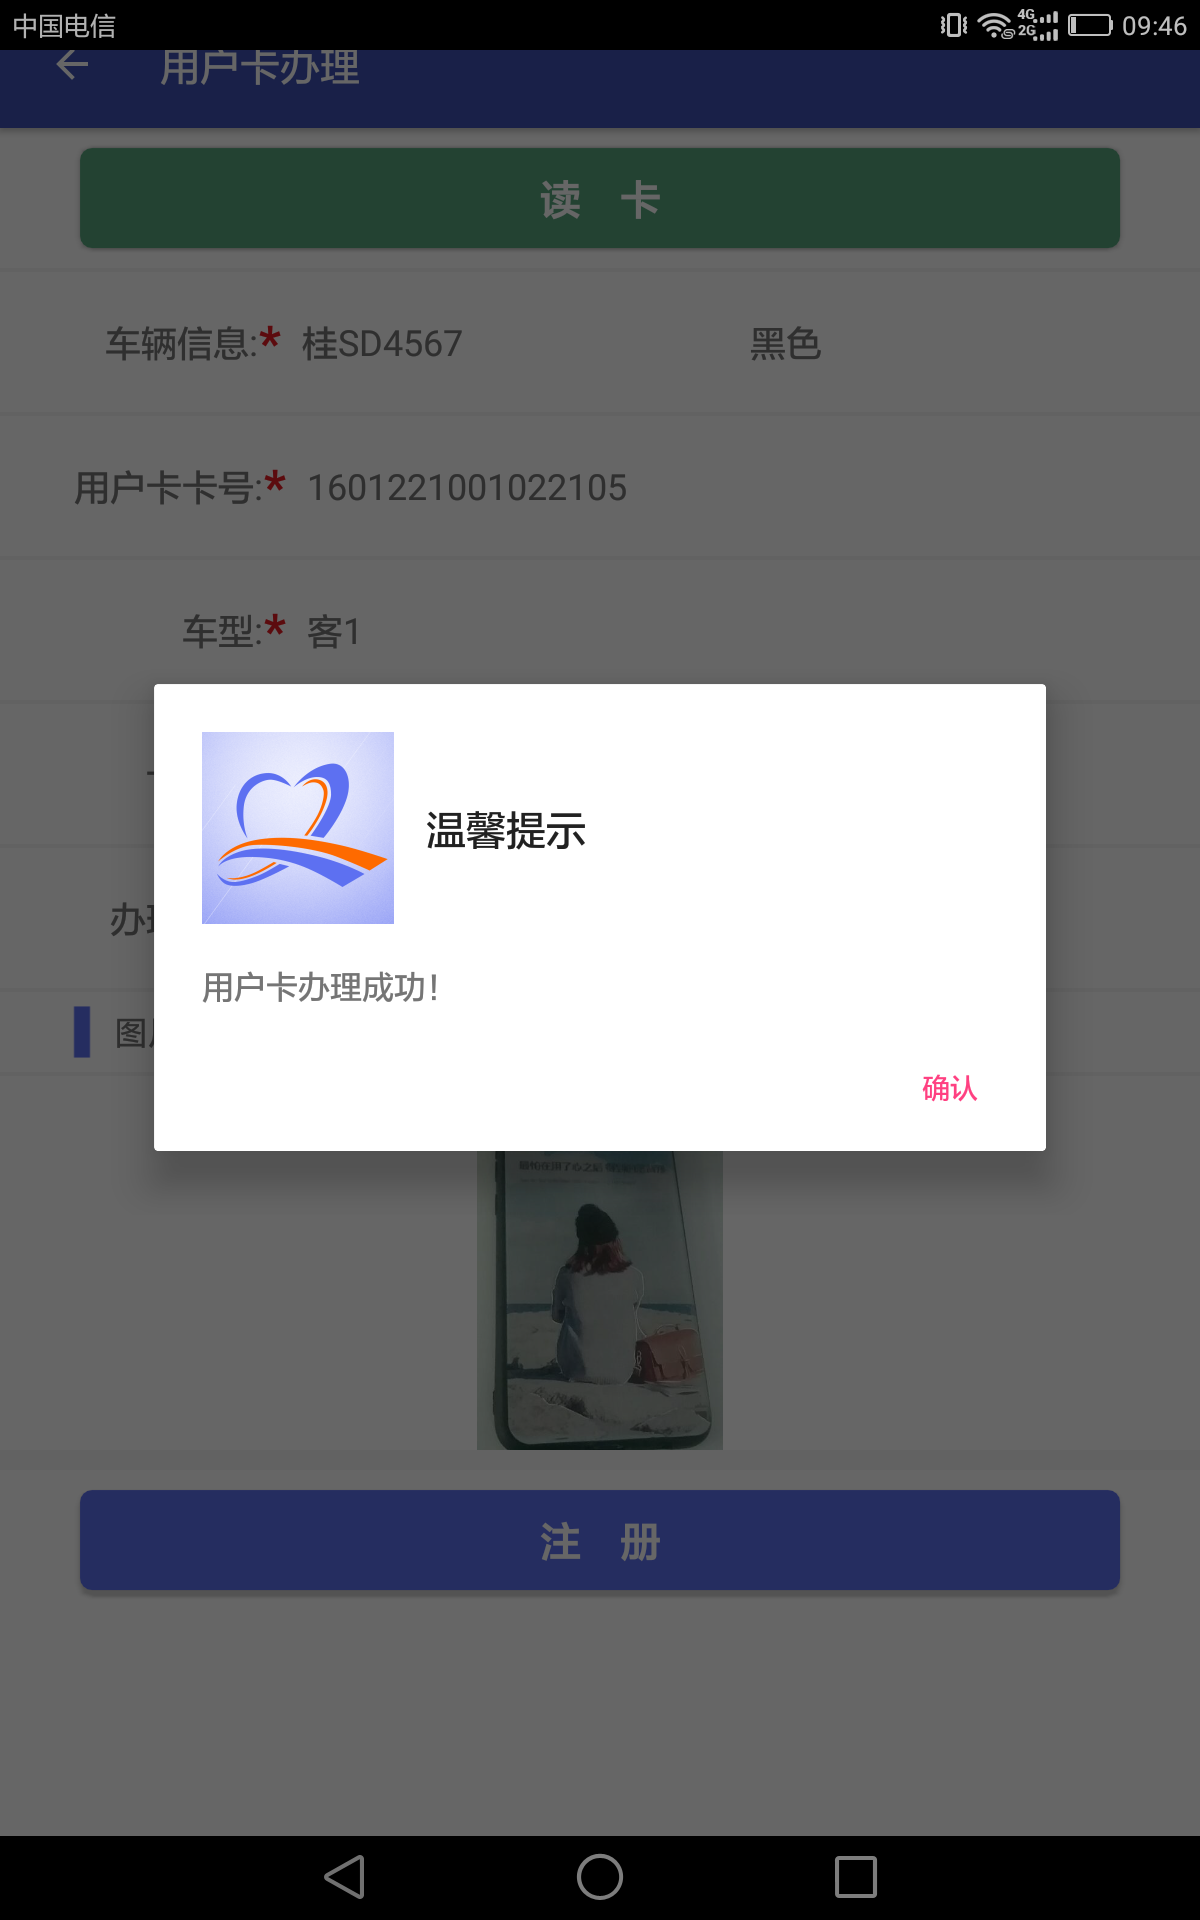 中国电信
4G
2G
09:46
用户卡办理
读 卡
车辆信息:* 桂SD4567 黑色
用户卡卡号:* 1601221001022105
车型:* 客1
温馨提示
办
用户卡办理成功!
图
确认
注 册